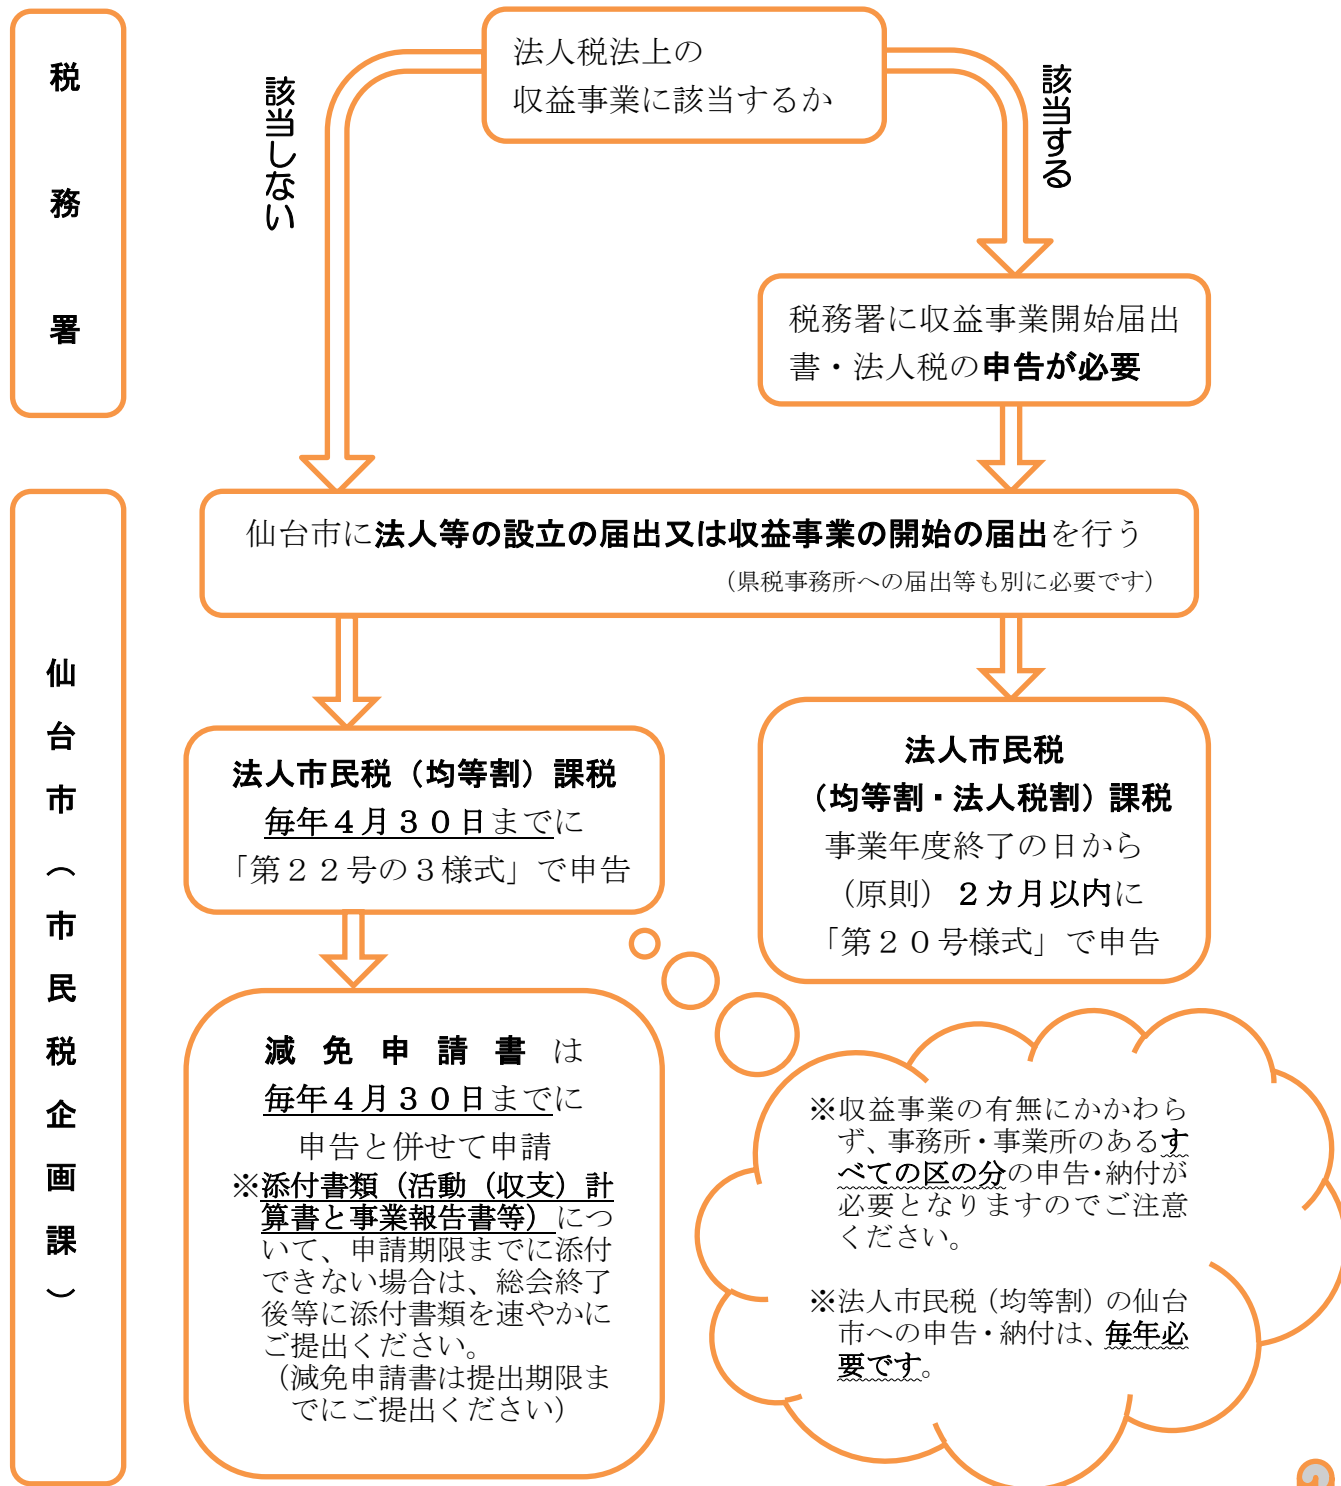 税務署
法人税法上の
収益事業に該当するか
該当しない
該当する
税務署に収益事業開始届出
書・法人税の申告が必要
仙台市（市民税企画課）
仙台市に法人等の設立の届出又は収益事業の開始の届出を行う
（県税事務所への届出等も別に必要です）
法人市民税（均等割）課税
毎年４月３０日までに
「第２２号の３様式」で申告
法人市民税
（均等割・法人税割）課税
事業年度終了の日から
（原則）２カ月以内に
「第２０号様式」で申告
減免申請書は
毎年４月３０日までに
申告と併せて申請
※添付書類（活動（収支）計
算書と事業報告書等）につ
いて、申請期限までに添付
できない場合は、総会終了
後等に添付書類を速やかに
ご提出ください。
（減免申請書は提出期限ま
でにご提出ください）
※収益事業の有無にかかわら
ず、事務所・事業所のあるす
べての区の分の申告・納付が
必要となりますのでご注意
ください。
※法人市民税（均等割）の仙台
市への申告・納付は、毎年必
要です。